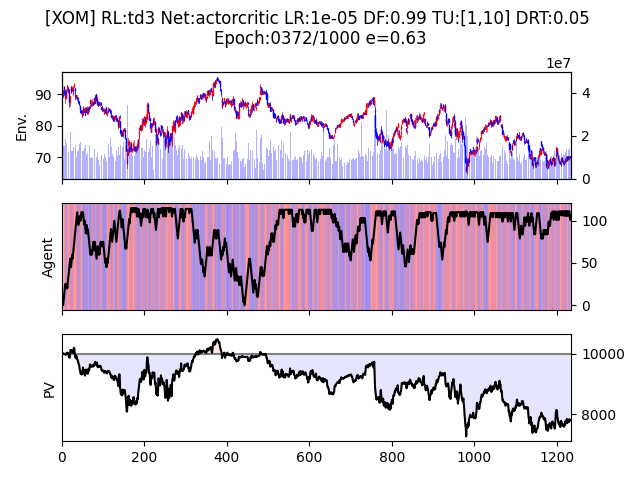 [XOM] RL:td3 Net:actorcritic LR:1e-05 DF:0.99 TU:[1,10] DRT:0.05
Epoch:0372/1000 e=0.63
1e7
Env.
90
80
70
4
2
0
Agent
100
50
0
PV
10000
8000
0 200 400 600 800 1000 1200